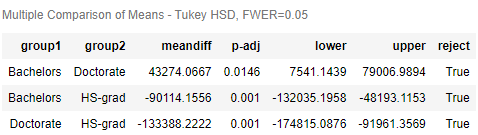 Multiple Comparison of Means - Tukey HSD, FWER=0.05
group1 group2 meandiff p-adj lower upper reject
Bachelors Doctorate 43274.0667 0.0146 7541.1439 79006.9894 True
Bachelors HS-grad -90114.1556 0.001 -132035.1958 -48193.1153 True
Doctorate HS-grad -133388.2222 0.001 -174815.0876 -91961.3569 True